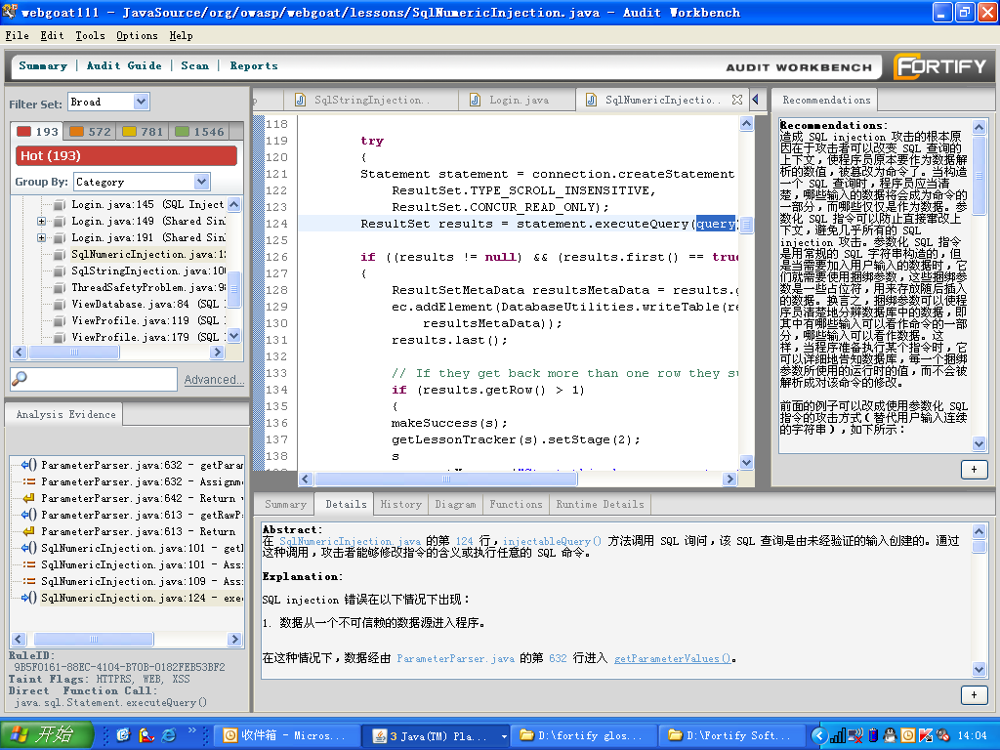 webgoat111 - JavaSource/org/owasp/webgoat/lessons/SqlNumericInjection.java - Audit Workbench
File Edit Tools Options Help
Summary | Audit Guide | Scan | Reports
AUDIT WORKBENCH
FORTIFY
Filter Set: Broad
193 572 781 1546
Hot (193)
Group By: Category
Login.java:145 (SQL Inject
Login.java:149 (Shared Sin
Login.java:191 (Shared Sin
SqlNumericInjection.java:12
SqlStringInjection.java:10
ThreadSafetyProblem.java:98
ViewDatabase.java:84 (SQL
ViewProfile.java:119 (SQL
ViewProfile.java:179 (SQL
Advanced...
Analysis Evidence
ParameterParser.java:632 - getParam
ParameterParser.java:632 - Assignme
ParameterParser.java:642 - Return
ParameterParser.java:613 - getRawP
ParameterParser.java:613 - Return
SqlNumericInjection.java:101 - get
SqlNumericInjection.java:101 - Ass
SqlNumericInjection.java:109 - Ass
SqlNumericInjection.java:124 - exe
RuleID:
9B5F0161-88EC-4104-B70B-0182FEB53BF2
Taint Flags: HTTPRS, WEB, XSS
Direct Function Call:
java.sql.Statement.executeQuery()
p
SqlStringInjection..
Login.java
SqlNumericInjectio..
118
119 try
120 {
121 Statement statement = connection.createStatement
122 ResultSet.TYPE_SCROLL_INSENSITIVE,
123 ResultSet.CONCUR_READ_ONLY);
124 ResultSet results = statement.executeQuery(query
125
126 if ((results != null) && (results.first() == true
127 {
128 ResultSetMetaData resultsMetaData = results.g
129 ec.addElement(DatabaseUtilities.writeTable(re
130 resultsMetaData));
131 results.last();
132
133 // If they get back more than one row they su
134 if (results.getRow() > 1)
135 {
136 makeSuccess(s);
137 getLessonTracker(s).setStage(2);
138 s
Recommendations
Recommendations:
造成 SQL injection 攻击的根本原
因在于攻击者可以改变 SQL 查询的
上下文，使程序员原本要作为数据解
析的数值，被篡改为命令了。当构造
一个 SQL 查询时，程序员应当清
楚，哪些输入的数据将会成为命令的
一部分，而哪些仅仅是作为数据。参
数化 SQL 指令可以防止直接窜改上
下文，避免几乎所有的 SQL
injection 攻击。参数化 SQL 指令
是用常规的 SQL 字符串构造的，但
是当需要加入用户输入的数据时，它
们就需要使用捆绑参数，这些捆绑参
数是一些占位符，用来存放随后插入
的数据。换言之，捆绑参数可以使程
序员清楚地分辨数据库中的数据，即
其中有哪些输入可以看作命令的一部
分，哪些输入可以看作数据。这
样，当程序准备执行某个指令时，它
可以详细地告知数据库，每一个捆绑
参数所使用的运行时的值，而不会被
解析成对该命令的修改。
前面的例子可以改成使用参数化 SQL
指令的攻击方式（替代用户输入连续
的字符串），如下所示：
+
Summary Details History Diagram Functions Runtime Details
Abstract:
在 SqlNumericInjection.java 的第 124 行，injectableQuery() 方法调用 SQL 询问，该 SQL 查询是由未经验证的输入创建的。通过
这种调用，攻击者能够修改指令的含义或执行任意的 SQL 命令。
Explanation:
SQL injection 错误在以下情况下出现：
1. 数据从一个不可信赖的数据源进入程序。
在这种情况下，数据经由 ParameterParser.java 的第 632 行进入 getParameterValues()。
+
开始
收件箱 - Micros...
3 Java(TM) Pla...
D:\fortify glos...
D:\Fortify Soft...
14:04